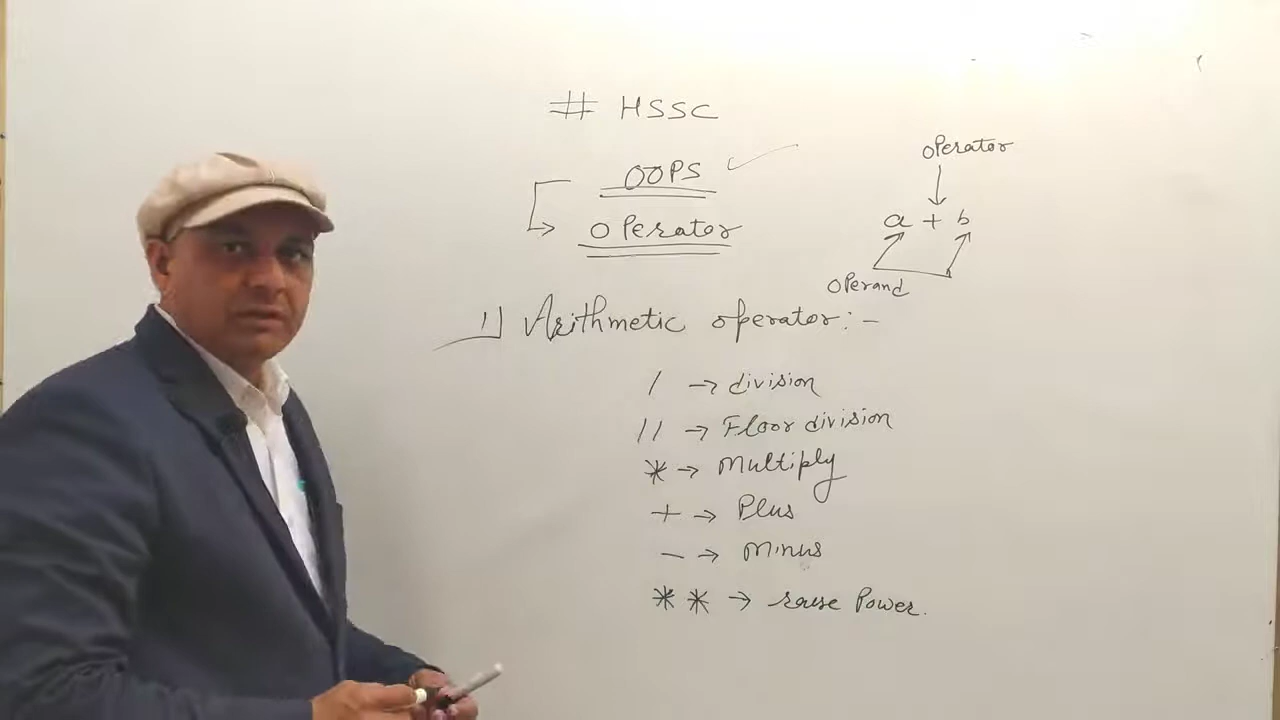 # HSSC
OOPS
operator
operator
a + b
operand
1) Arithmetic operator:-
/ → division
// → Floor division
* → Multiply
+ → Plus
- → Minus
** → raise Power.